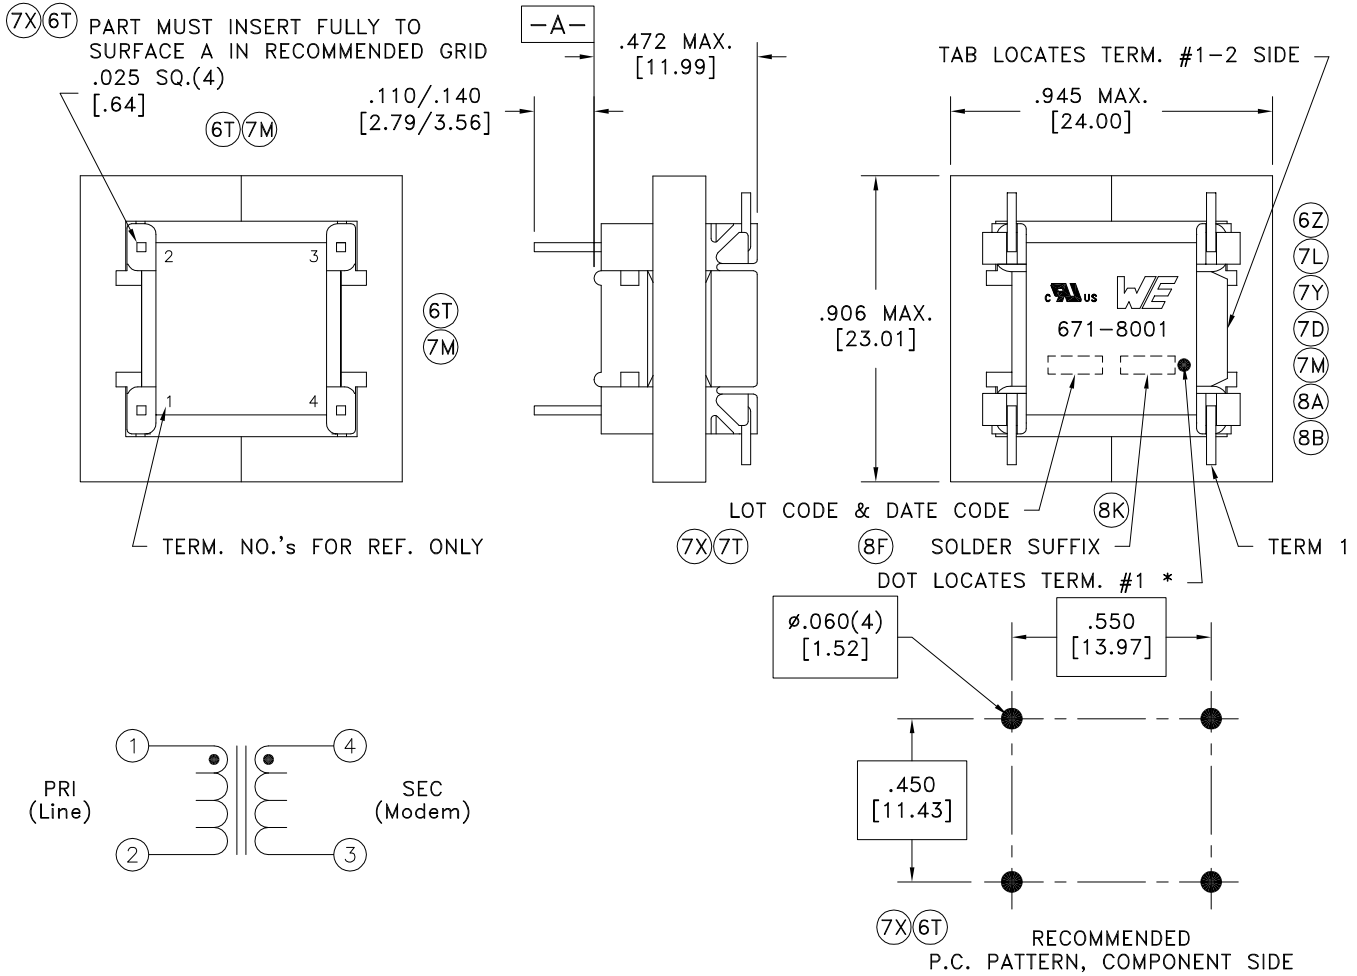 7X 6T PART MUST INSERT FULLY TO
SURFACE A IN RECOMMENDED GRID
.025 SQ.(4)
[.64]
6T 7M
-A-
.472 MAX.
[11.99]
.110/.140
[2.79/3.56]
TAB LOCATES TERM. #1-2 SIDE
.945 MAX.
[24.00]
2
3
1
4
6T
7M
.906 MAX.
[23.01]
C UR US WE
671-8001
6Z
7L
7Y
7D
7M
8A
8B
TERM. NO.'s FOR REF. ONLY
7X 7T
LOT CODE & DATE CODE
8K
8F
SOLDER SUFFIX
TERM 1
DOT LOCATES TERM. #1 *
ø.060(4)
[1.52]
.550
[13.97]
.450
[11.43]
1
4
PRI
(Line)
SEC
(Modem)
2
3
7X 6T
RECOMMENDED
P.C. PATTERN, COMPONENT SIDE